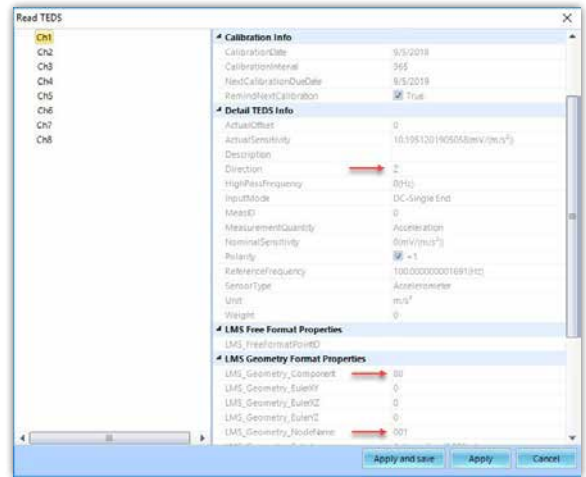 Read TEDS
Ch1
Ch2
Ch3
Ch4
Ch5
Ch6
Ch7
Ch8
Calibration Info
CalibrationDate 9/5/2018
CalibrationInterval 365
NextCalibrationDueDate 9/5/2019
RemindNextCalibration True
Detail TEDS Info
ActualOffset 0
ActualSensitivity
Description
Direction Z
HighPassFrequency 0(Hz)
InputMode DC-Single End
MeasID 0
MeasurementQuantity Acceleration
NominalSensitivity 0(mV/(m/s²))
Polarity +1
ReferenceFrequency 100.000000001691(Hz)
SensorType Accelerometer
Unit m/s²
Weight 0
LMS Free Format Properties
LMS_FreeFormatPointID
LMS Geometry Format Properties
LMS_Geometry_Component 80
LMS_Geometry_EulerXY 0
LMS_Geometry_EulerXZ 0
LMS_Geometry_EulerYZ 0
LMS_Geometry_NodeName 001
Apply and save Apply Cancel